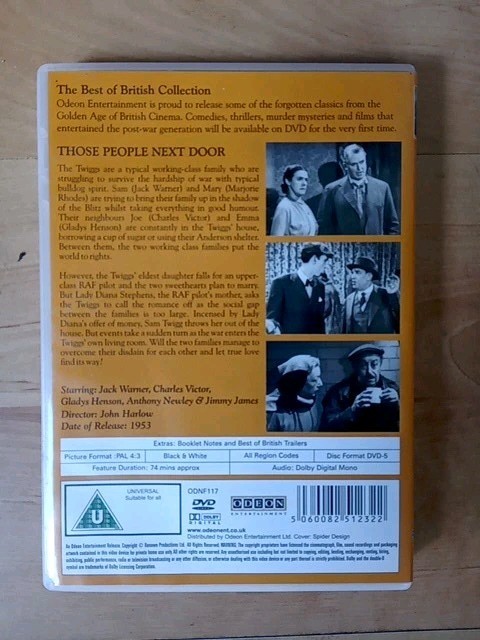 The Best of British Collection
Odeon Entertainment is proud to release some of the forgotten classics from the
Golden Age of British Cinema. Comedies, thrillers, murder mysteries and films that
entertained the post-war generation will be available on DVD for the very first time.
THOSE PEOPLE NEXT DOOR
The Twiggs are a typical working-class family who are
struggling to survive the hardship of war with typical
bulldog spirit. Sam (Jack Warner) and Mary (Marjorie
Rhodes) are trying to bring their family up in the shadow
of the Blitz whilst taking everything in good humour.
Their neighbours Joe (Charles Victor) and Emma
(Gladys Henson) are constantly in the Twiggs' house,
borrowing a cup of sugar or using their Anderson shelter.
Between them, the two working class families put the
world to rights.
However, the Twiggs' eldest daughter falls for an upper-
class RAF pilot and the two sweethearts plan to marry.
But Lady Diana Stephens, the RAF pilot's mother, asks
the Twiggs to call the romance off as the social gap
between the families is too large. Incensed by Lady
Diana's offer of money, Sam Twigg throws her out of the
house. But events take a sudden turn as the war enters the
Twiggs' own living room. Will the two families manage to
overcome their disdain for each other and let true love
find its way?
Starring: Jack Warner, Charles Victor,
Gladys Henson, Anthony Newley & Jimmy James
Director: John Harlow
Date of Release: 1953
Extras: Booklet Notes and Best of British Trailers
Picture Format :PAL 4:3 Black & White All Region Codes Disc Format DVD-5
Feature Duration: 74 mins approx Audio: Dolby Digital Mono
U
UNIVERSAL
Suitable for all
ODNF117
DVD
VIDEO
DOLBY
DIGITAL
ODEON
ENTERTAINMENT
5 060082 512322
www.odeonent.co.uk
Distributed by Odeon Entertainment Ltd. Cover: Spider Design